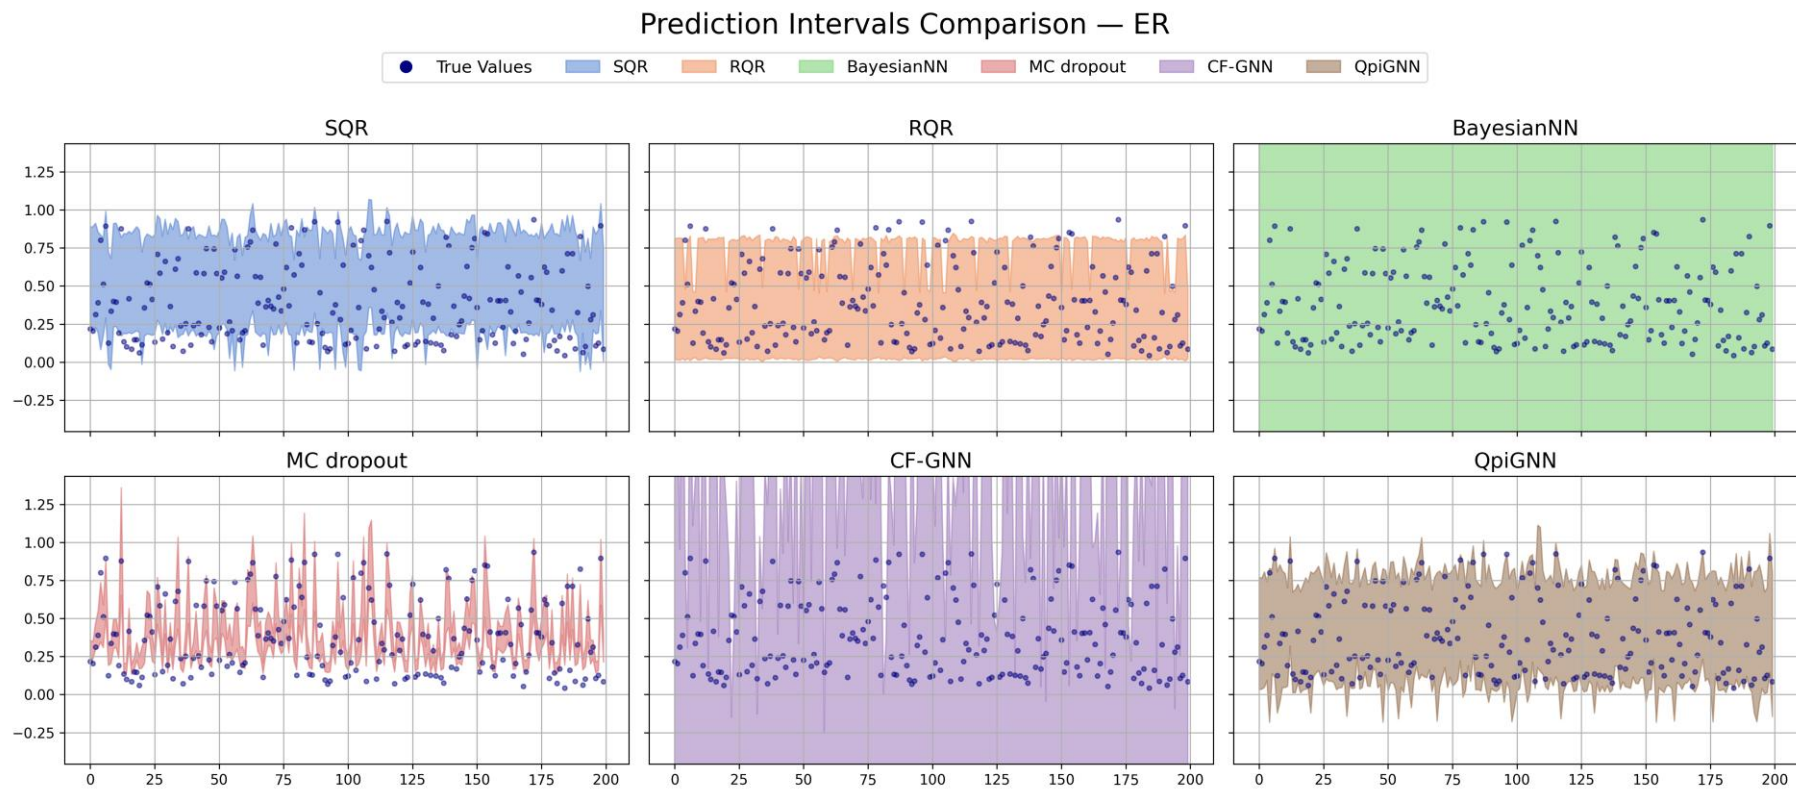 Prediction Intervals Comparison — ER
True Values SQR RQR BayesianNN MC dropout CF-GNN QpiGNN
SQR RQR BayesianNN
1.25
1.00
0.75
0.50
0.25
0.00
−0.25
MC dropout CF-GNN QpiGNN
1.25
1.00
0.75
0.50
0.25
0.00
−0.25
0 25 50 75 100 125 150 175 200 0 25 50 75 100 125 150 175 200 0 25 50 75 100 125 150 175 200